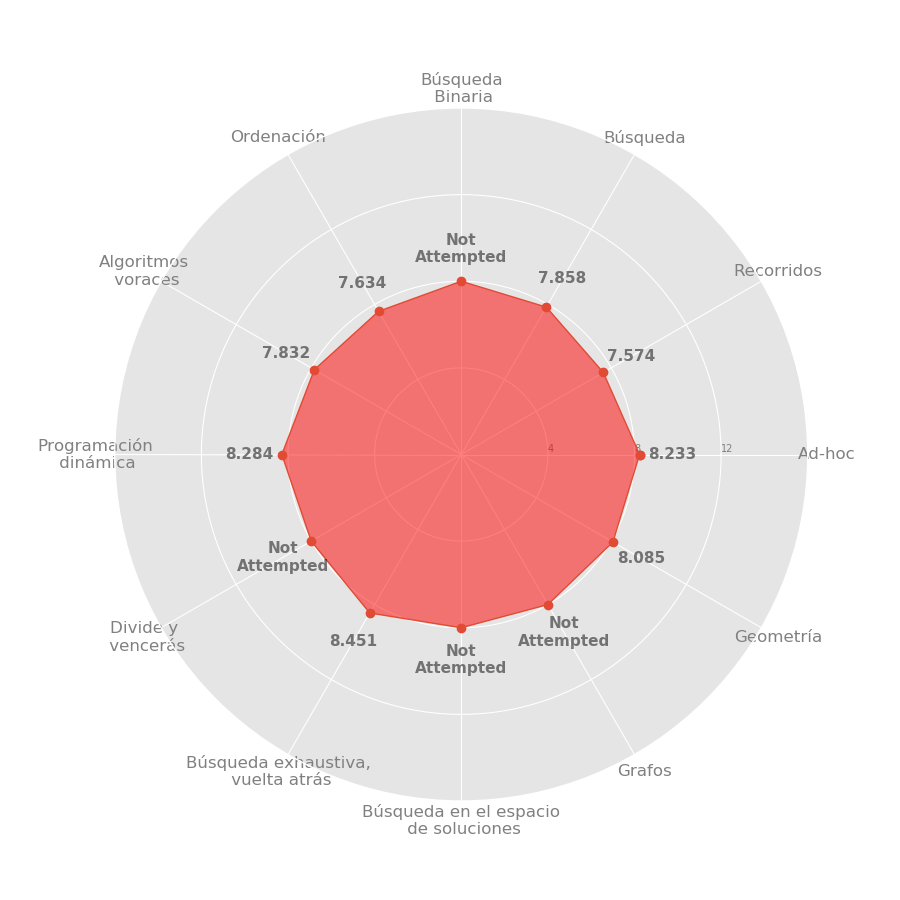 Búsqueda
Binaria
Ordenación
Búsqueda
Not
Attempted
Algoritmos
voraces
7.634
7.858
Recorridos
7.832
7.574
Programación
dinámica
8.284
4
8
8.233
12
Ad-hoc
Not
Attempted
8.085
Divide y
vencerás
8.451
Not
Attempted
Not
Attempted
Geometría
Búsqueda exhaustiva,
vuelta atrás
Grafos
Búsqueda en el espacio
de soluciones